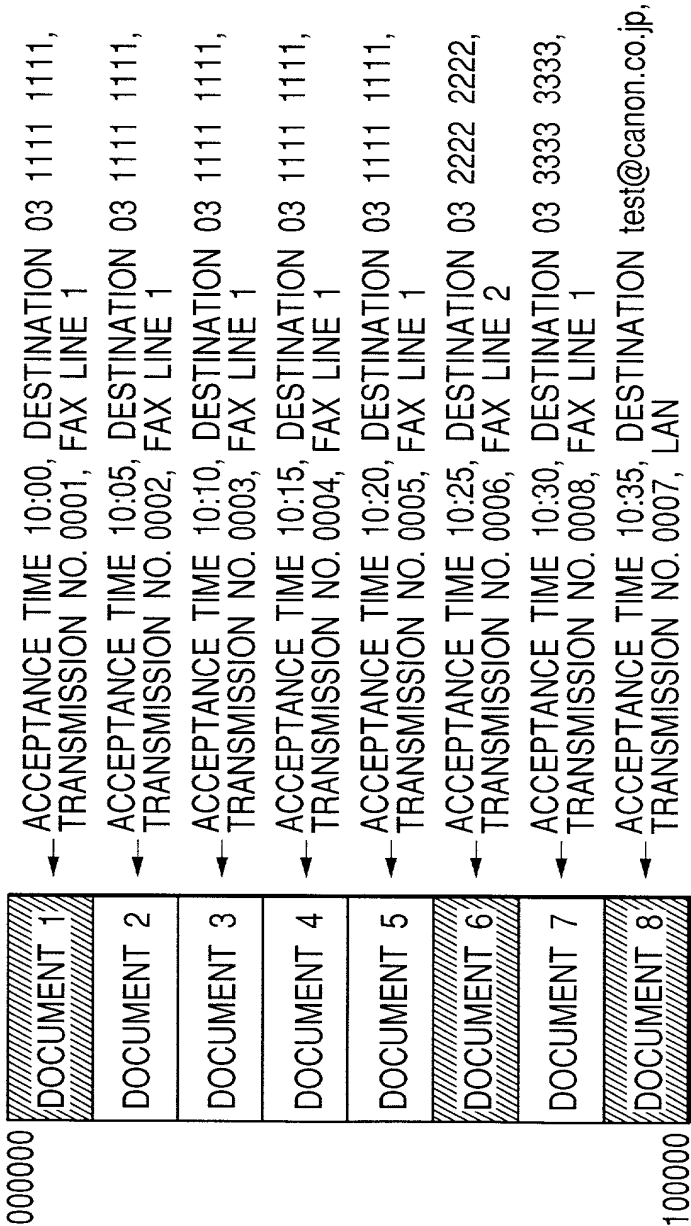 000000
DOCUMENT 1
ACCEPTANCE TIME 10:00, DESTINATION 03 1111 1111,
TRANSMISSION NO. 0001, FAX LINE 1
DOCUMENT 2
ACCEPTANCE TIME 10:05, DESTINATION 03 1111 1111,
TRANSMISSION NO. 0002, FAX LINE 1
DOCUMENT 3
ACCEPTANCE TIME 10:10, DESTINATION 03 1111 1111,
TRANSMISSION NO. 0003, FAX LINE 1
DOCUMENT 4
ACCEPTANCE TIME 10:15, DESTINATION 03 1111 1111,
TRANSMISSION NO. 0004, FAX LINE 1
DOCUMENT 5
ACCEPTANCE TIME 10:20, DESTINATION 03 1111 1111,
TRANSMISSION NO. 0005, FAX LINE 1
DOCUMENT 6
ACCEPTANCE TIME 10:25, DESTINATION 03 2222 2222,
TRANSMISSION NO. 0006, FAX LINE 2
DOCUMENT 7
ACCEPTANCE TIME 10:30, DESTINATION 03 3333 3333,
TRANSMISSION NO. 0008, FAX LINE 1
DOCUMENT 8
ACCEPTANCE TIME 10:35, DESTINATION test@canon.co.jp,
TRANSMISSION NO. 0007, LAN
100000